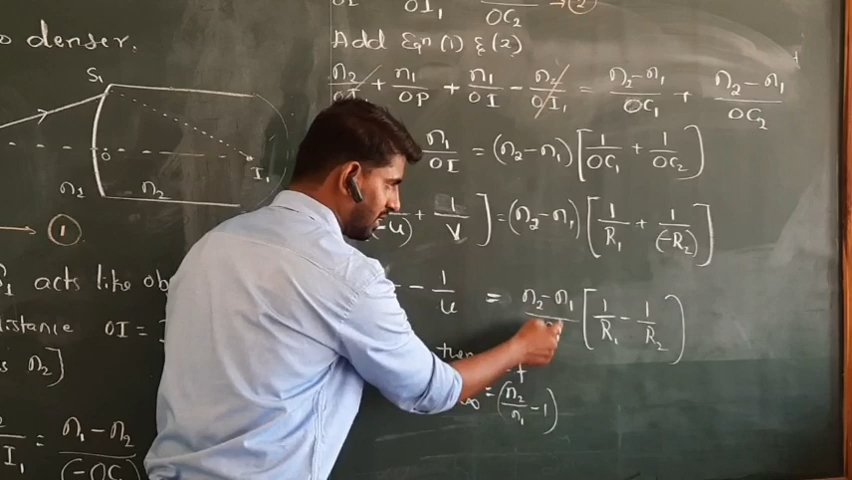 o denser.
S₁
O
I₁
n₁ n₂
①
S₁ acts like ob
distance OI =
s n₂]
I₁ = n₁ - n₂ / (-OC
OI OI₁ OC₂ → ②
Add Eqn (1) & (2)
n₂/OI + n₁/OP + n₁/OI - n₂/OI₁ = n₂-n₁/OC₁ + n₂-n₁/OC₂
n₁/OI = (n₂-n₁) [1/OC₁ + 1/OC₂]
(-u) + 1/V ] = (n₂-n₁) [1/R₁ + 1/(-R₂)]
- 1/u = n₂-n₁ [1/R₁ - 1/R₂]
then
∞ = (n₂/n₁ - 1)